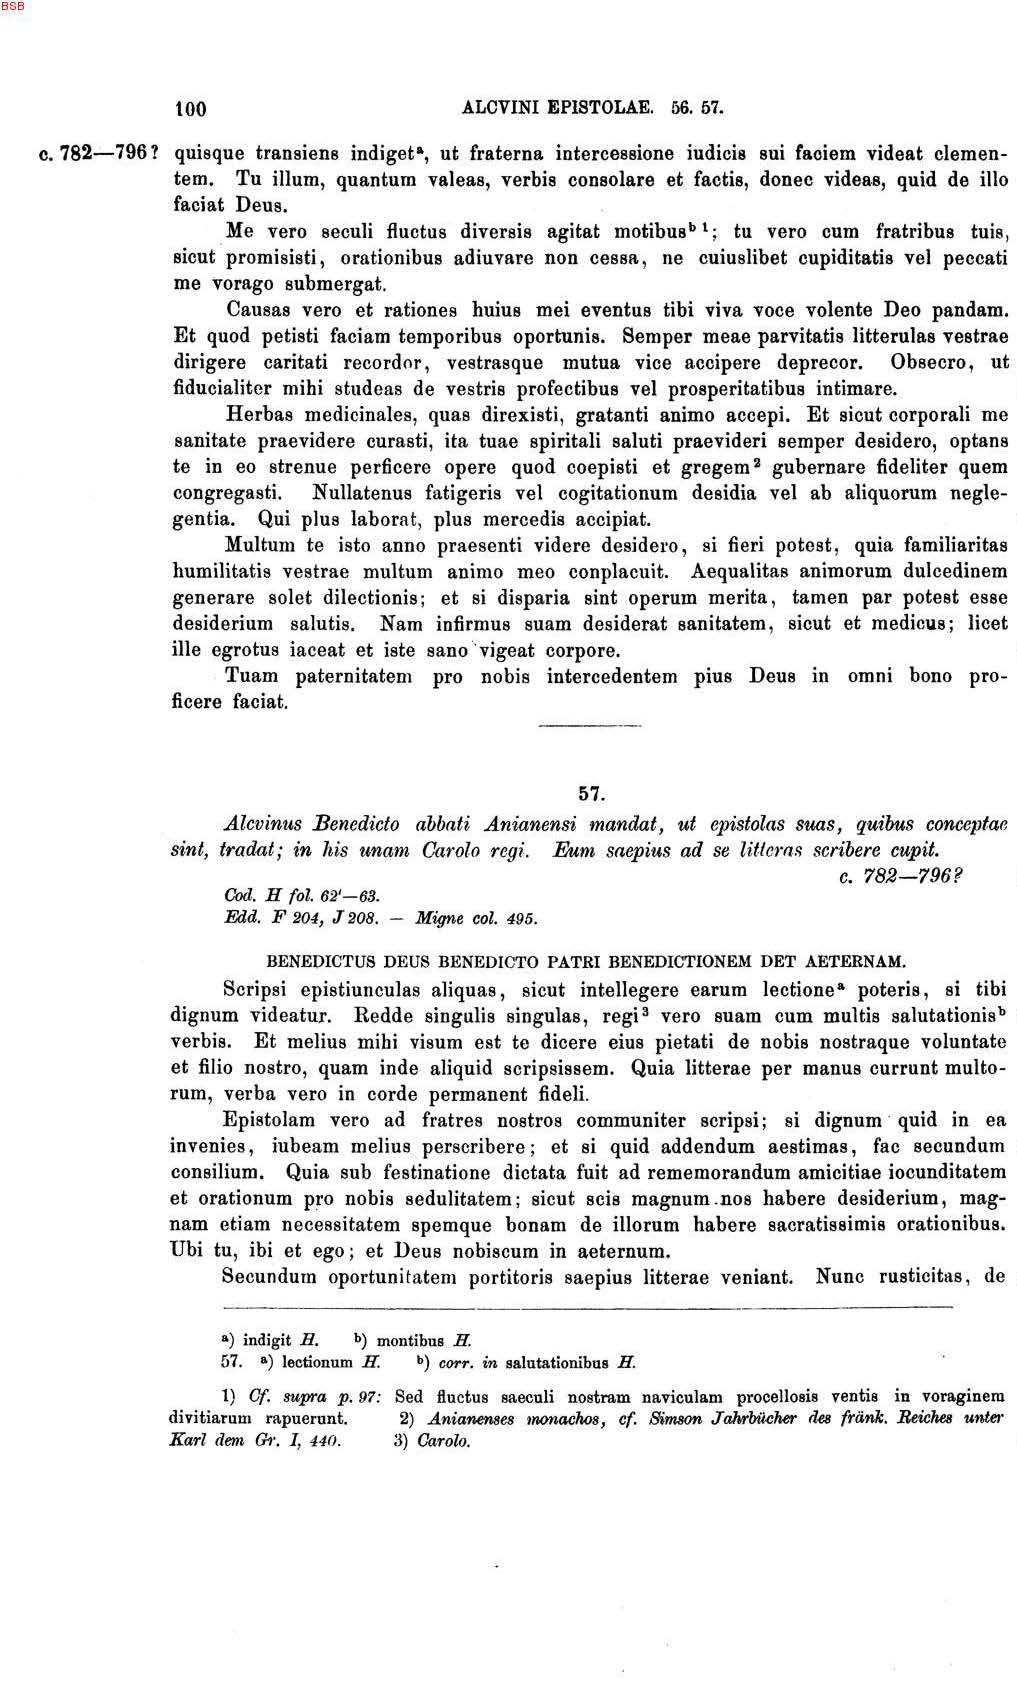 BSB
100 ALCVINI EPISTOLAE. 56. 57.
c. 782—796? quisque transiens indigetᵃ, ut fraterna intercessione iudicis sui faciem videat clemen-
tem. Tu illum, quantum valeas, verbis consolare et factis, donec videas, quid de illo
faciat Deus.
Me vero seculi fluctus diversis agitat motibusᵇ ¹; tu vero cum fratribus tuis,
sicut promisisti, orationibus adiuvare non cessa, ne cuiuslibet cupiditatis vel peccati
me vorago submergat.
Causas vero et rationes huius mei eventus tibi viva voce volente Deo pandam.
Et quod petisti faciam temporibus oportunis. Semper meae parvitatis litterulas vestrae
dirigere caritati recordor, vestrasque mutua vice accipere deprecor. Obsecro, ut
fiducialiter mihi studeas de vestris profectibus vel prosperitatibus intimare.
Herbas medicinales, quas direxisti, gratanti animo accepi. Et sicut corporali me
sanitate praevidere curasti, ita tuae spiritali saluti praevideri semper desidero, optans
te in eo strenue perficere opere quod coepisti et gregem² gubernare fideliter quem
congregasti. Nullatenus fatigeris vel cogitationum desidia vel ab aliquorum negle-
gentia. Qui plus laborat, plus mercedis accipiat.
Multum te isto anno praesenti videre desidero, si fieri potest, quia familiaritas
humilitatis vestrae multum animo meo conplacuit. Aequalitas animorum dulcedinem
generare solet dilectionis; et si disparia sint operum merita, tamen par potest esse
desiderium salutis. Nam infirmus suam desiderat sanitatem, sicut et medicus; licet
ille egrotus iaceat et iste sano vigeat corpore.
Tuam paternitatem pro nobis intercedentem pius Deus in omni bono pro-
ficere faciat.
57.
Alcvinus Benedicto abbati Anianensi mandat, ut epistolas suas, quibus conceptae
sint, tradat; in his unam Carolo regi. Eum saepius ad se litteras scribere cupit.
c. 782—796?
Cod. H fol. 62'—63.
Edd. F 204, J 208. — Migne col. 495.
BENEDICTUS DEUS BENEDICTO PATRI BENEDICTIONEM DET AETERNAM.
Scripsi epistiunculas aliquas, sicut intellegere earum lectioneᵃ poteris, si tibi
dignum videatur. Redde singulis singulas, regi³ vero suam cum multis salutationisᵇ
verbis. Et melius mihi visum est te dicere eius pietati de nobis nostraque voluntate
et filio nostro, quam inde aliquid scripsissem. Quia litterae per manus currunt multo-
rum, verba vero in corde permanent fideli.
Epistolam vero ad fratres nostros communiter scripsi; si dignum quid in ea
invenies, iubeam melius perscribere; et si quid addendum aestimas, fac secundum
consilium. Quia sub festinatione dictata fuit ad rememorandum amicitiae iocunditatem
et orationum pro nobis sedulitatem; sicut scis magnum nos habere desiderium, mag-
nam etiam necessitatem spemque bonam de illorum habere sacratissimis orationibus.
Ubi tu, ibi et ego; et Deus nobiscum in aeternum.
Secundum oportunitatem portitoris saepius litterae veniant. Nunc rusticitas, de
ᵃ) indigit H. ᵇ) montibus H.
57. ᵃ) lectionum H. ᵇ) corr. in salutationibus H.
1) Cf. supra p. 97: Sed fluctus saeculi nostram naviculam procellosis ventis in voraginem
divitiarum rapuerunt. 2) Anianenses monachos, cf. Simson Jahrbücher des fränk. Reiches unter
Karl dem Gr. I, 440. 3) Carolo.